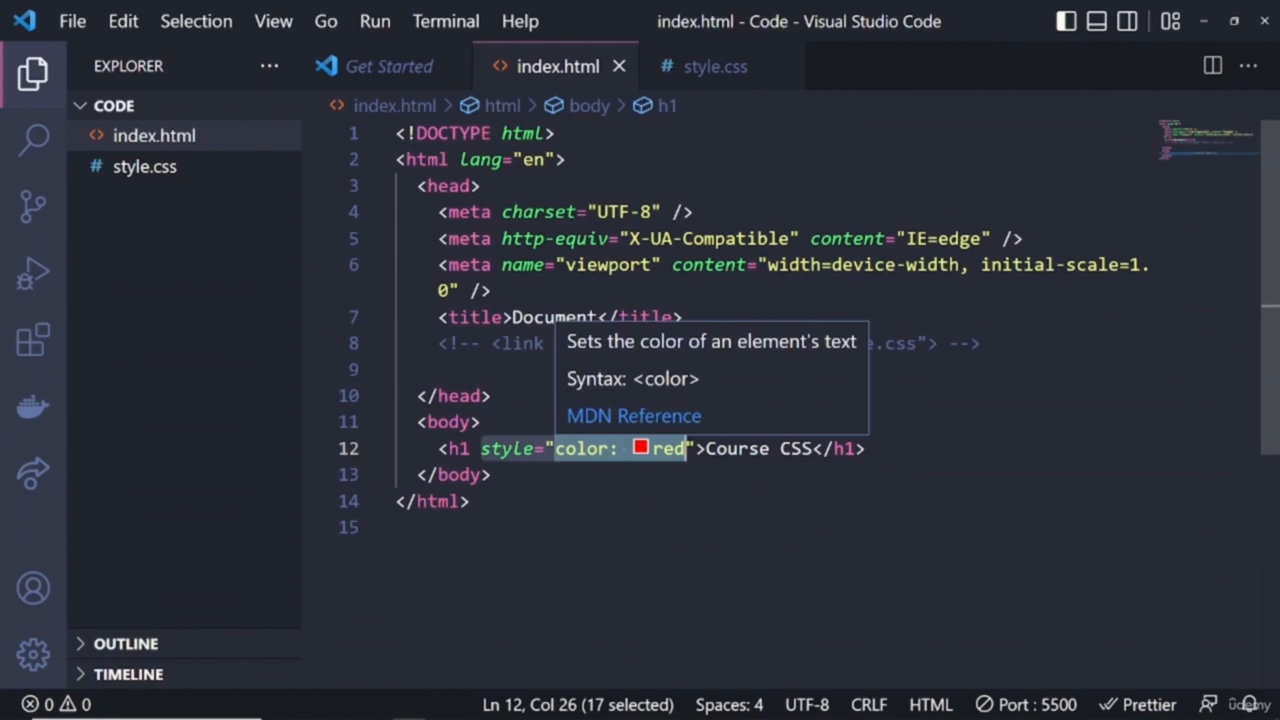 File Edit Selection View Go Run Terminal Help index.html - Code - Visual Studio Code
EXPLORER
Get Started index.html style.css
CODE
index.html
style.css
index.html > html > body > h1
1 <!DOCTYPE html>
2 <html lang="en">
3 <head>
4 <meta charset="UTF-8" />
5 <meta http-equiv="X-UA-Compatible" content="IE=edge" />
6 <meta name="viewport" content="width=device-width, initial-scale=1.
0" />
7 <title>Document</title>
8 <!-- <link e.css"> -->
9
10 </head>
11 <body>
12 <h1 style="color: red">Course CSS</h1>
13 </body>
14 </html>
15
Sets the color of an element's text
Syntax: <color>
MDN Reference
OUTLINE
TIMELINE
0 0 Ln 12, Col 26 (17 selected) Spaces: 4 UTF-8 CRLF HTML Port : 5500 Prettier
ûdemy